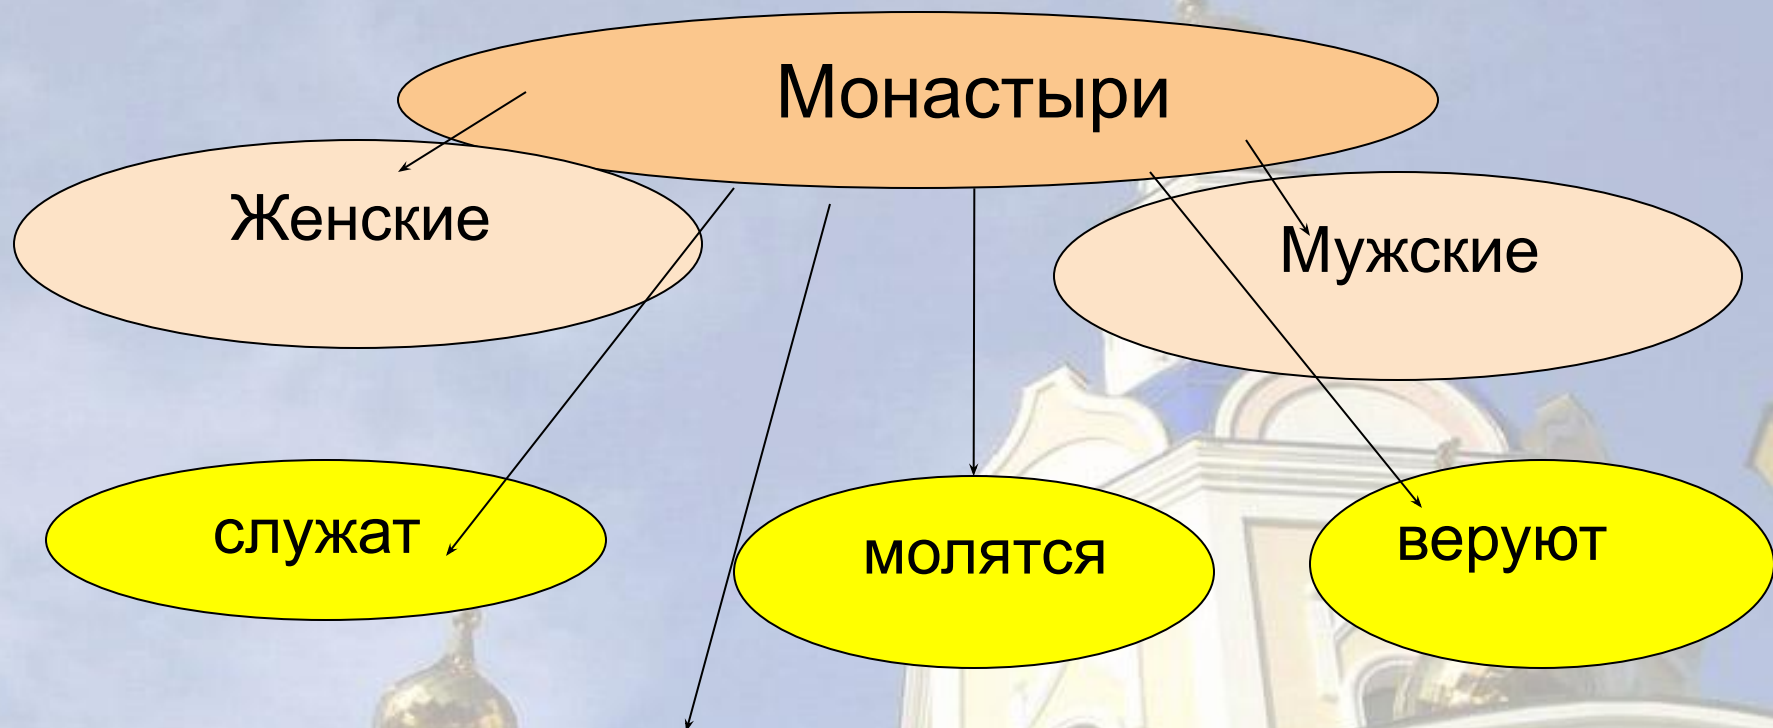 Монастыри
Женские
Мужские
служат
молятся
веруют